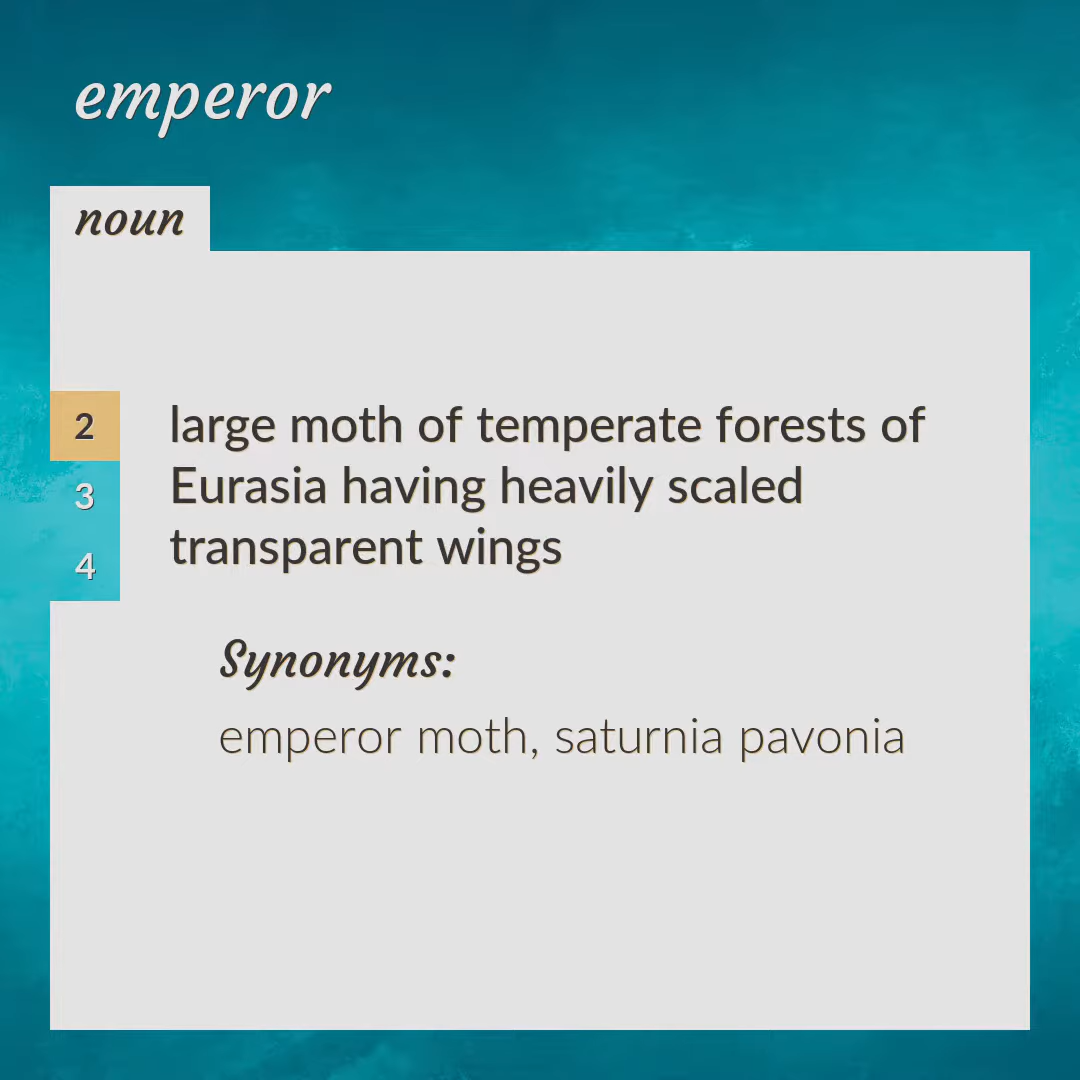 emperor
noun
2
large moth of temperate forests of
Eurasia having heavily scaled
transparent wings
3
4
Synonyms:
emperor moth, saturnia pavonia